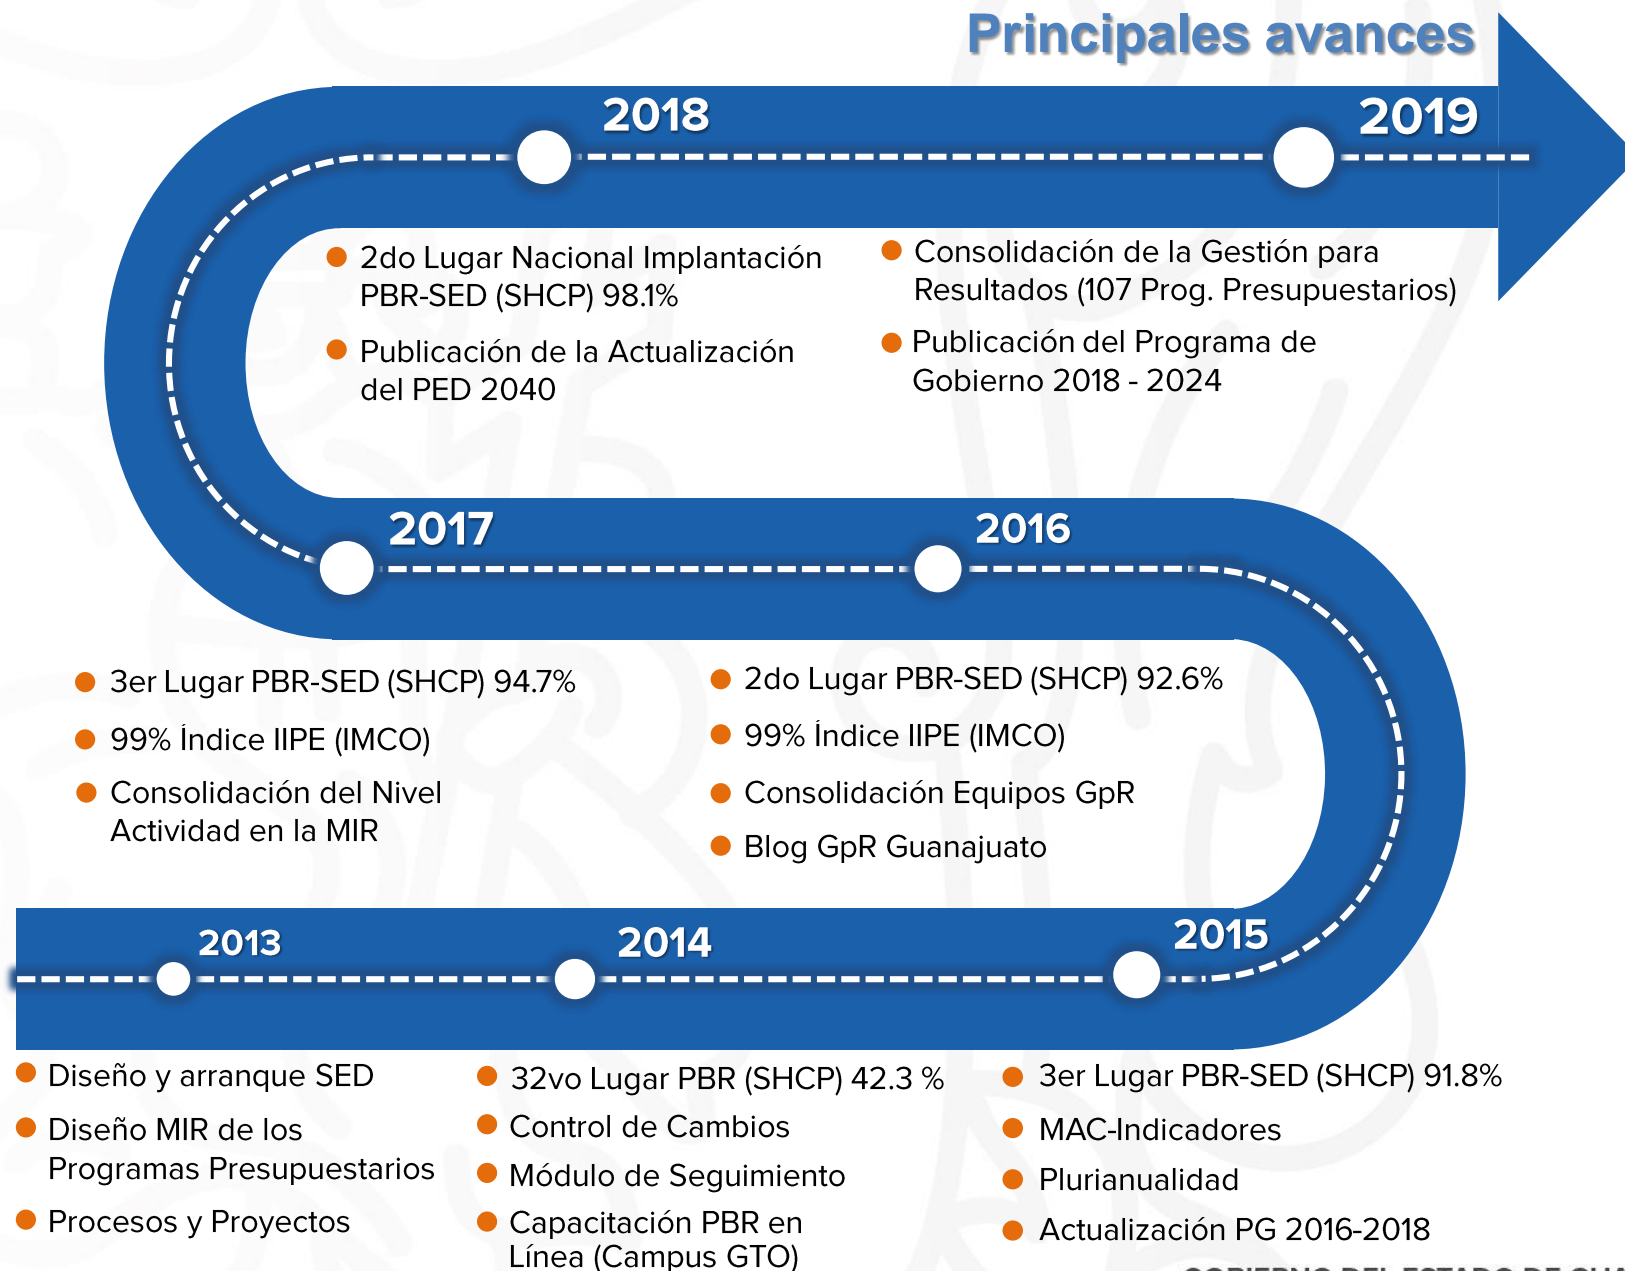 Principales avances
2018
2019
2do Lugar Nacional Implantación
PBR-SED (SHCP) 98.1%
Publicación de la Actualización
del PED 2040
Consolidación de la Gestión para
Resultados (107 Prog. Presupuestarios)
Publicación del Programa de
Gobierno 2018 - 2024
2017
2016
3er Lugar PBR-SED (SHCP) 94.7%
99% Índice IIPE (IMCO)
Consolidación del Nivel
Actividad en la MIR
2do Lugar PBR-SED (SHCP) 92.6%
99% Índice IIPE (IMCO)
Consolidación Equipos GpR
Blog GpR Guanajuato
2013
2014
2015
Diseño y arranque SED
Diseño MIR de los
Programas Presupuestarios
Procesos y Proyectos
32vo Lugar PBR (SHCP) 42.3 %
Control de Cambios
Módulo de Seguimiento
Capacitación PBR en
Línea (Campus GTO)
3er Lugar PBR-SED (SHCP) 91.8%
MAC-Indicadores
Plurianualidad
Actualización PG 2016-2018